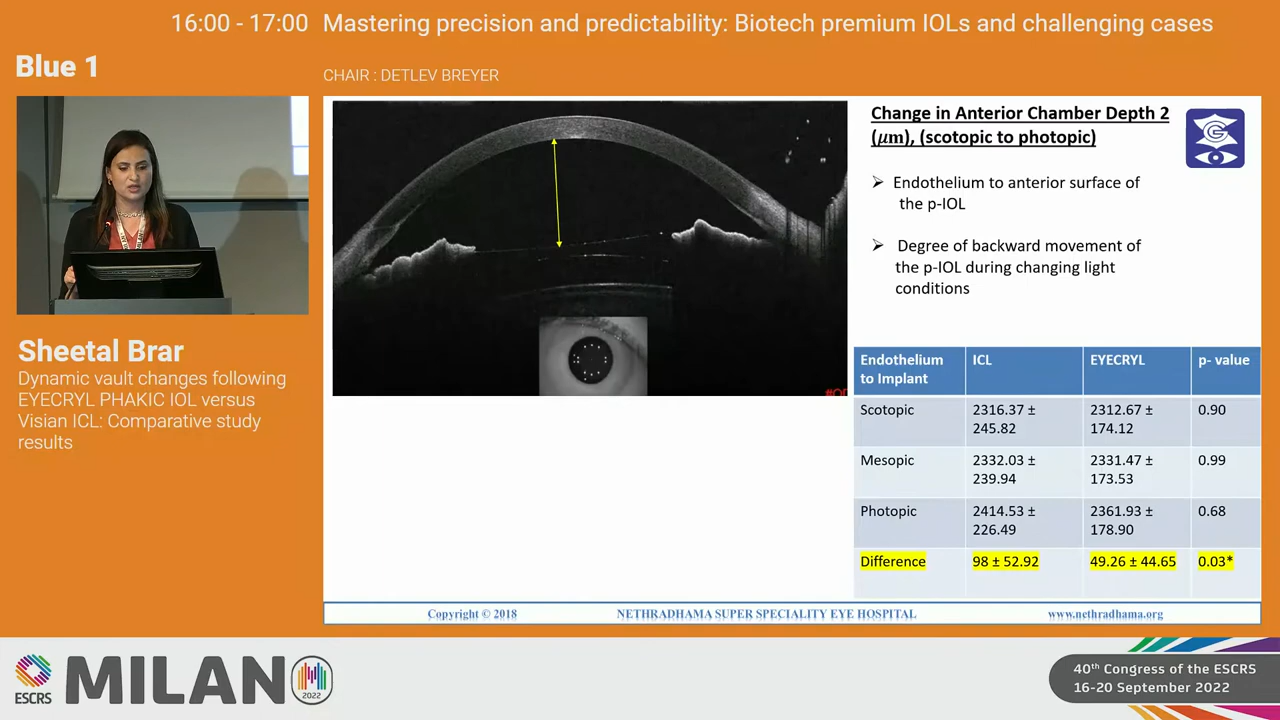 16:00 - 17:00 Mastering precision and predictability: Biotech premium IOLs and challenging cases
Blue 1
CHAIR : DETLEV BREYER
Sheetal Brar
Dynamic vault changes following
EYECRYL PHAKIC IOL versus
Visian ICL: Comparative study
results
Change in Anterior Chamber Depth 2
(μm), (scotopic to photopic)
➢ Endothelium to anterior surface of
the p-IOL
➢ Degree of backward movement of
the p-IOL during changing light
conditions
Endothelium to Implant ICL EYECRYL p- value
Scotopic 2316.37 ± 245.82 2312.67 ± 174.12 0.90
Mesopic 2332.03 ± 239.94 2331.47 ± 173.53 0.99
Photopic 2414.53 ± 226.49 2361.93 ± 178.90 0.68
Difference 98 ± 52.92 49.26 ± 44.65 0.03*
Copyright © 2018 NETHRADHAMA SUPER SPECIALITY EYE HOSPITAL www.nethradhama.org
ESCRS
MILANO
2022
40th Congress of the ESCRS
16-20 September 2022